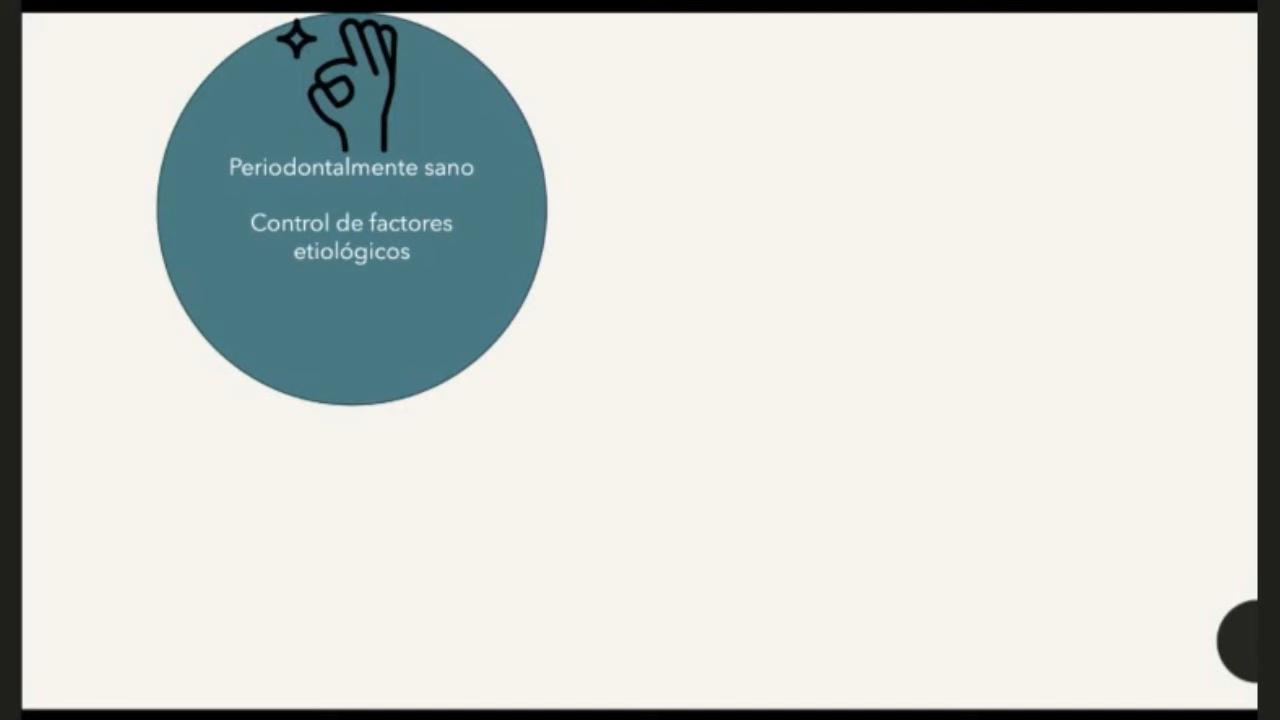 Periodontalmente sano
Control de factores
etiológicos